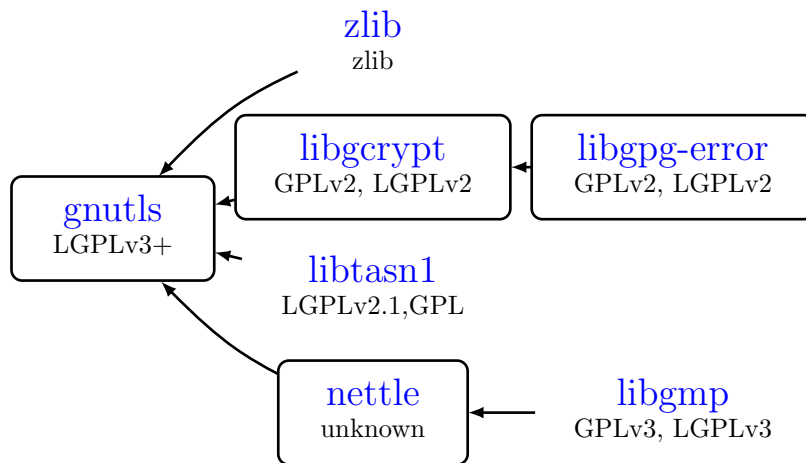 zlib
zlib
libgcrypt
GPLv2, LGPLv2
libgpg-error
GPLv2, LGPLv2
gnutls
LGPLv3+
libtasn1
LGPLv2.1,GPL
nettle
unknown
libgmp
GPLv3, LGPLv3